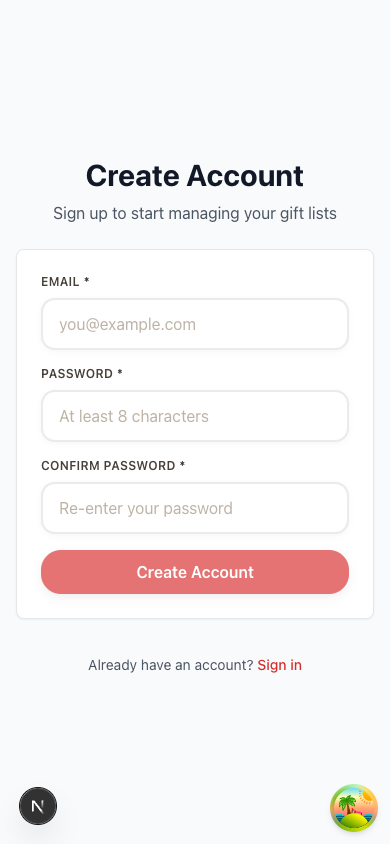 Create Account
Sign up to start managing your gift lists
EMAIL *
you@example.com
PASSWORD *
At least 8 characters
CONFIRM PASSWORD *
Re-enter your password
Create Account
Already have an account? Sign in
N